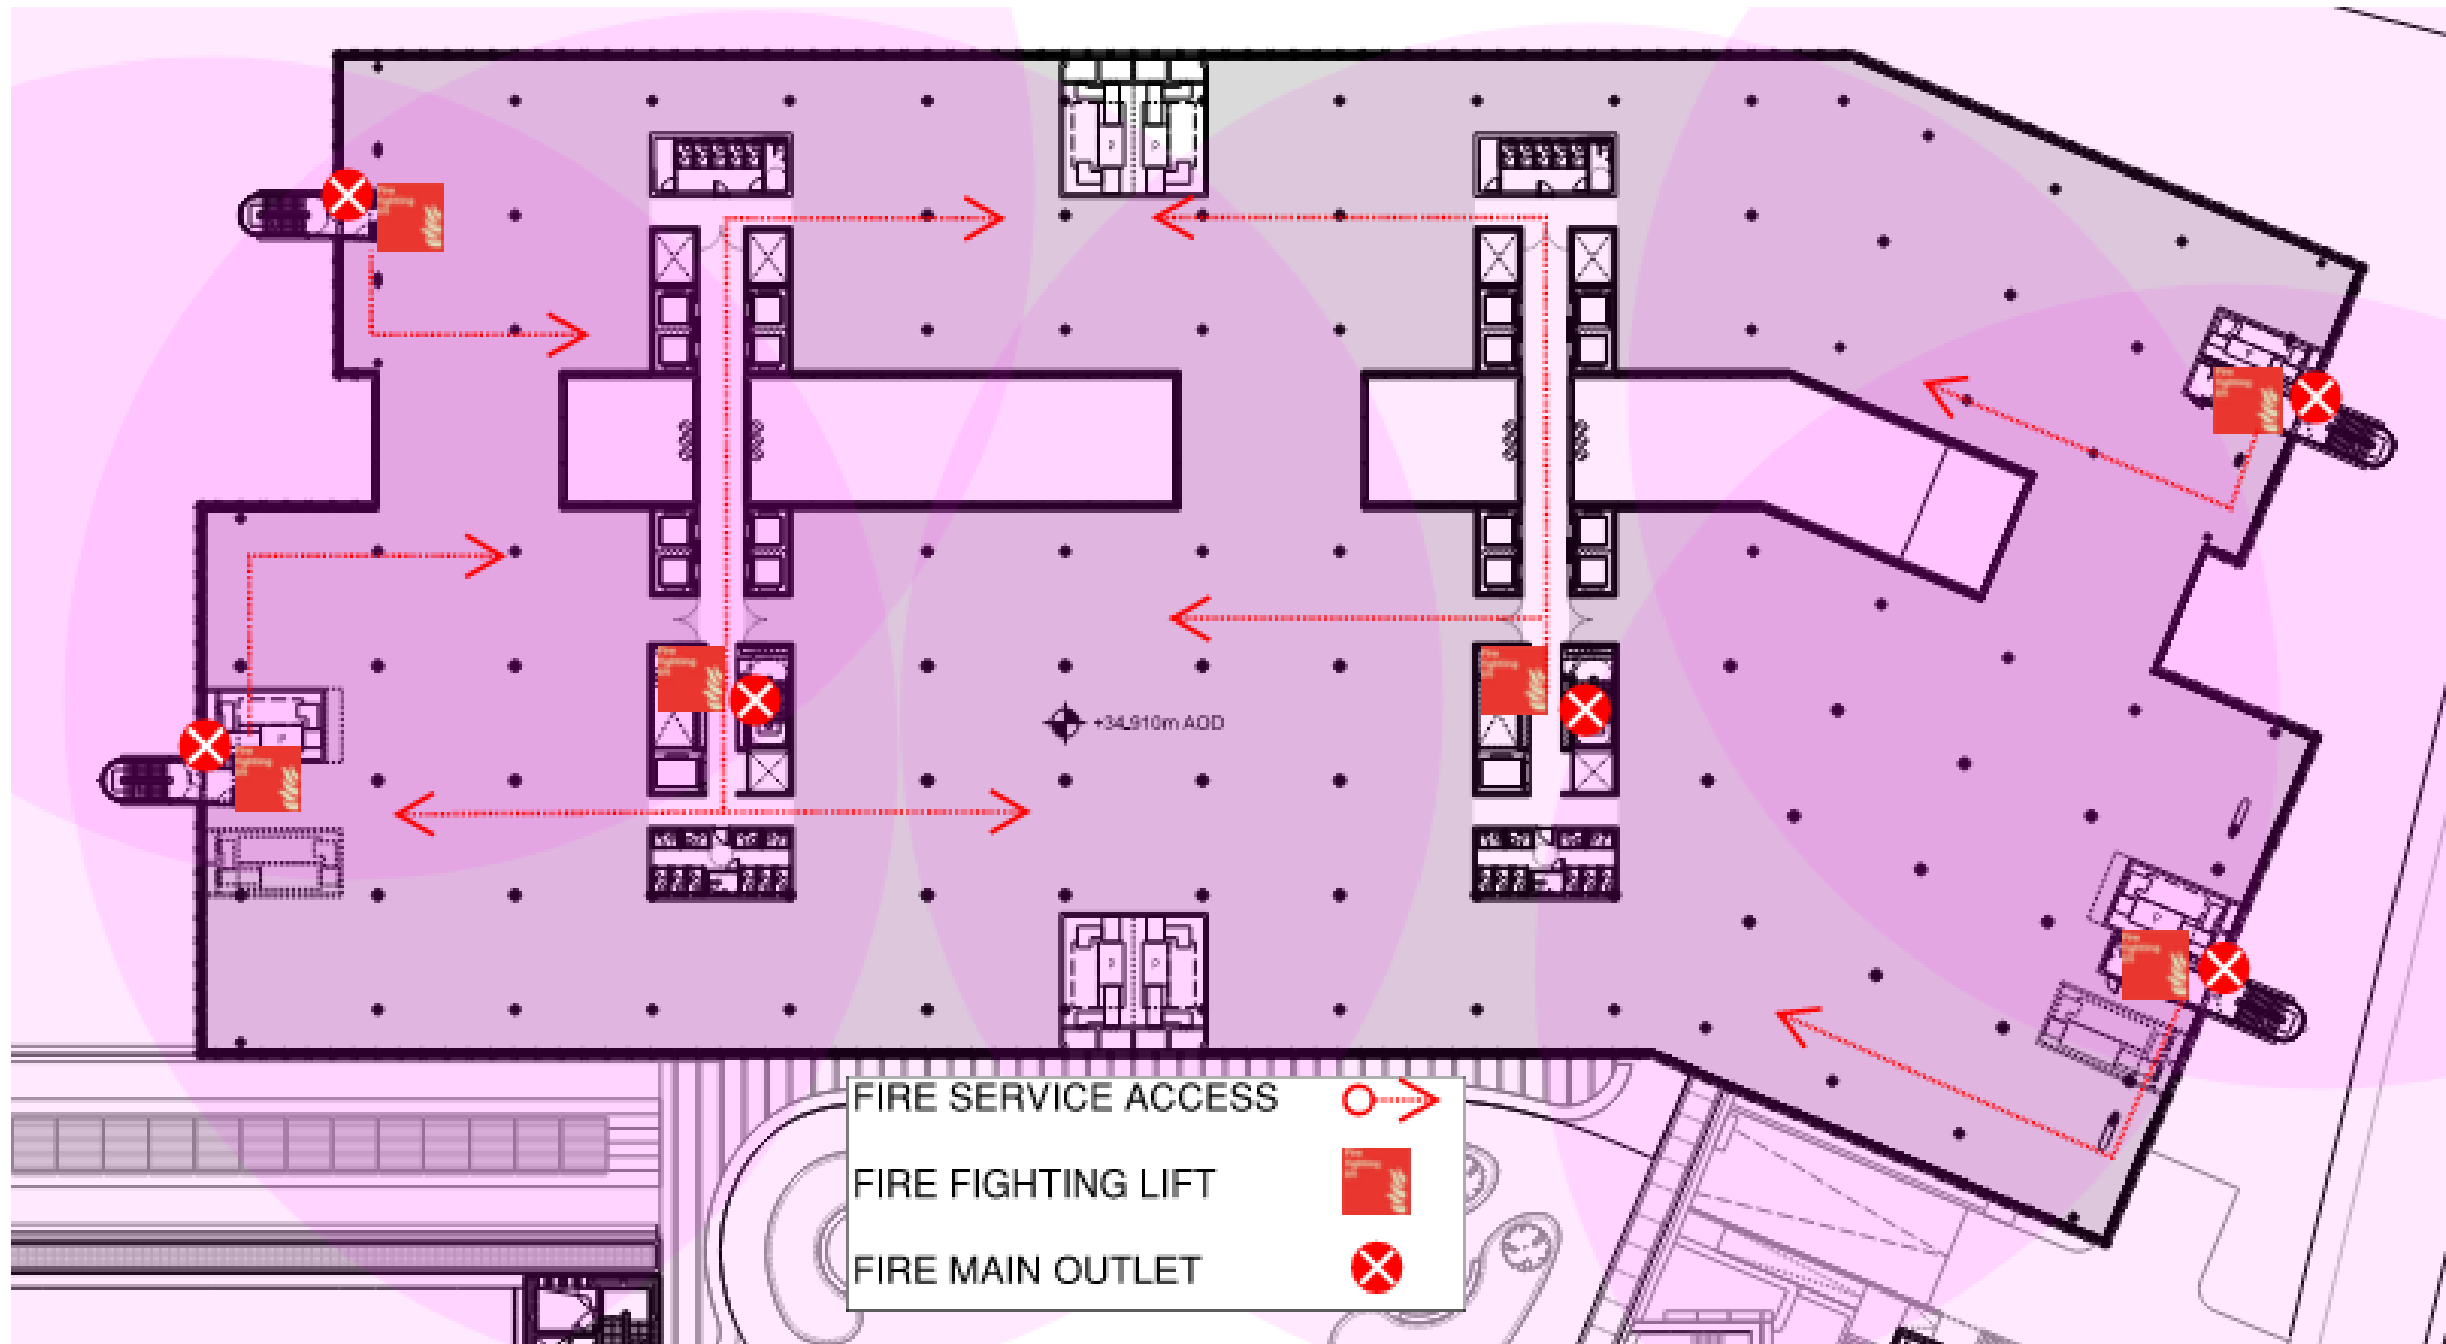 +34.910m AOD
FIRE SERVICE ACCESS
FIRE FIGHTING LIFT
FIRE MAIN OUTLET